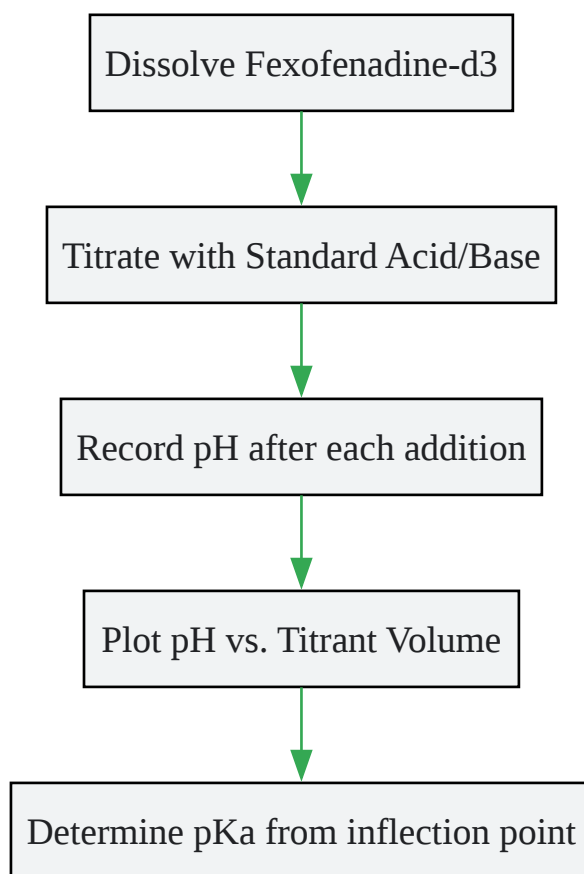 Dissolve Fexofenadine-d3
Titrate with Standard Acid/Base
Record pH after each addition
Plot pH vs. Titrant Volume
Determine pKa from inflection point